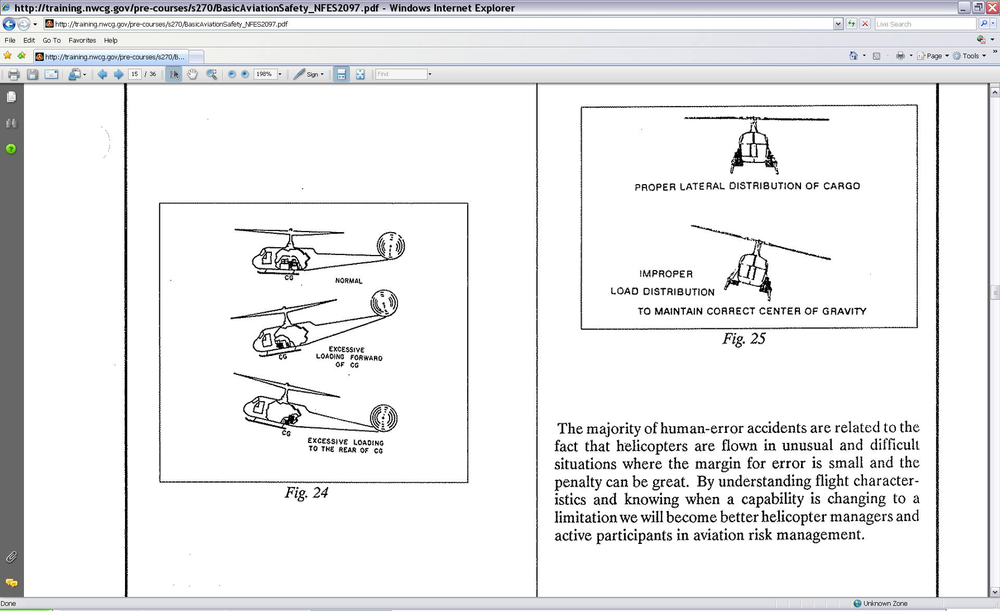 http://training.nwcg.gov/pre-courses/s270/BasicAviationSafety_NFES2097.pdf - Windows Internet Explorer
http://training.nwcg.gov/pre-courses/s270/BasicAviationSafety_NFES2097.pdf
Live Search
File Edit Go To Favorites Help
http://training.nwcg.gov/pre-courses/s270/B...
Page Tools
15 / 36 198% Sign Find
CG
NORMAL
CG
EXCESSIVE
LOADING FORWARD
OF CG
CG
EXCESSIVE LOADING
TO THE REAR OF CG
Fig. 24
PROPER LATERAL DISTRIBUTION OF CARGO
IMPROPER
LOAD DISTRIBUTION
TO MAINTAIN CORRECT CENTER OF GRAVITY
Fig. 25
The majority of human-error accidents are related to the
fact that helicopters are flown in unusual and difficult
situations where the margin for error is small and the
penalty can be great. By understanding flight character-
istics and knowing when a capability is changing to a
limitation we will become better helicopter managers and
active participants in aviation risk management.
Done
Unknown Zone